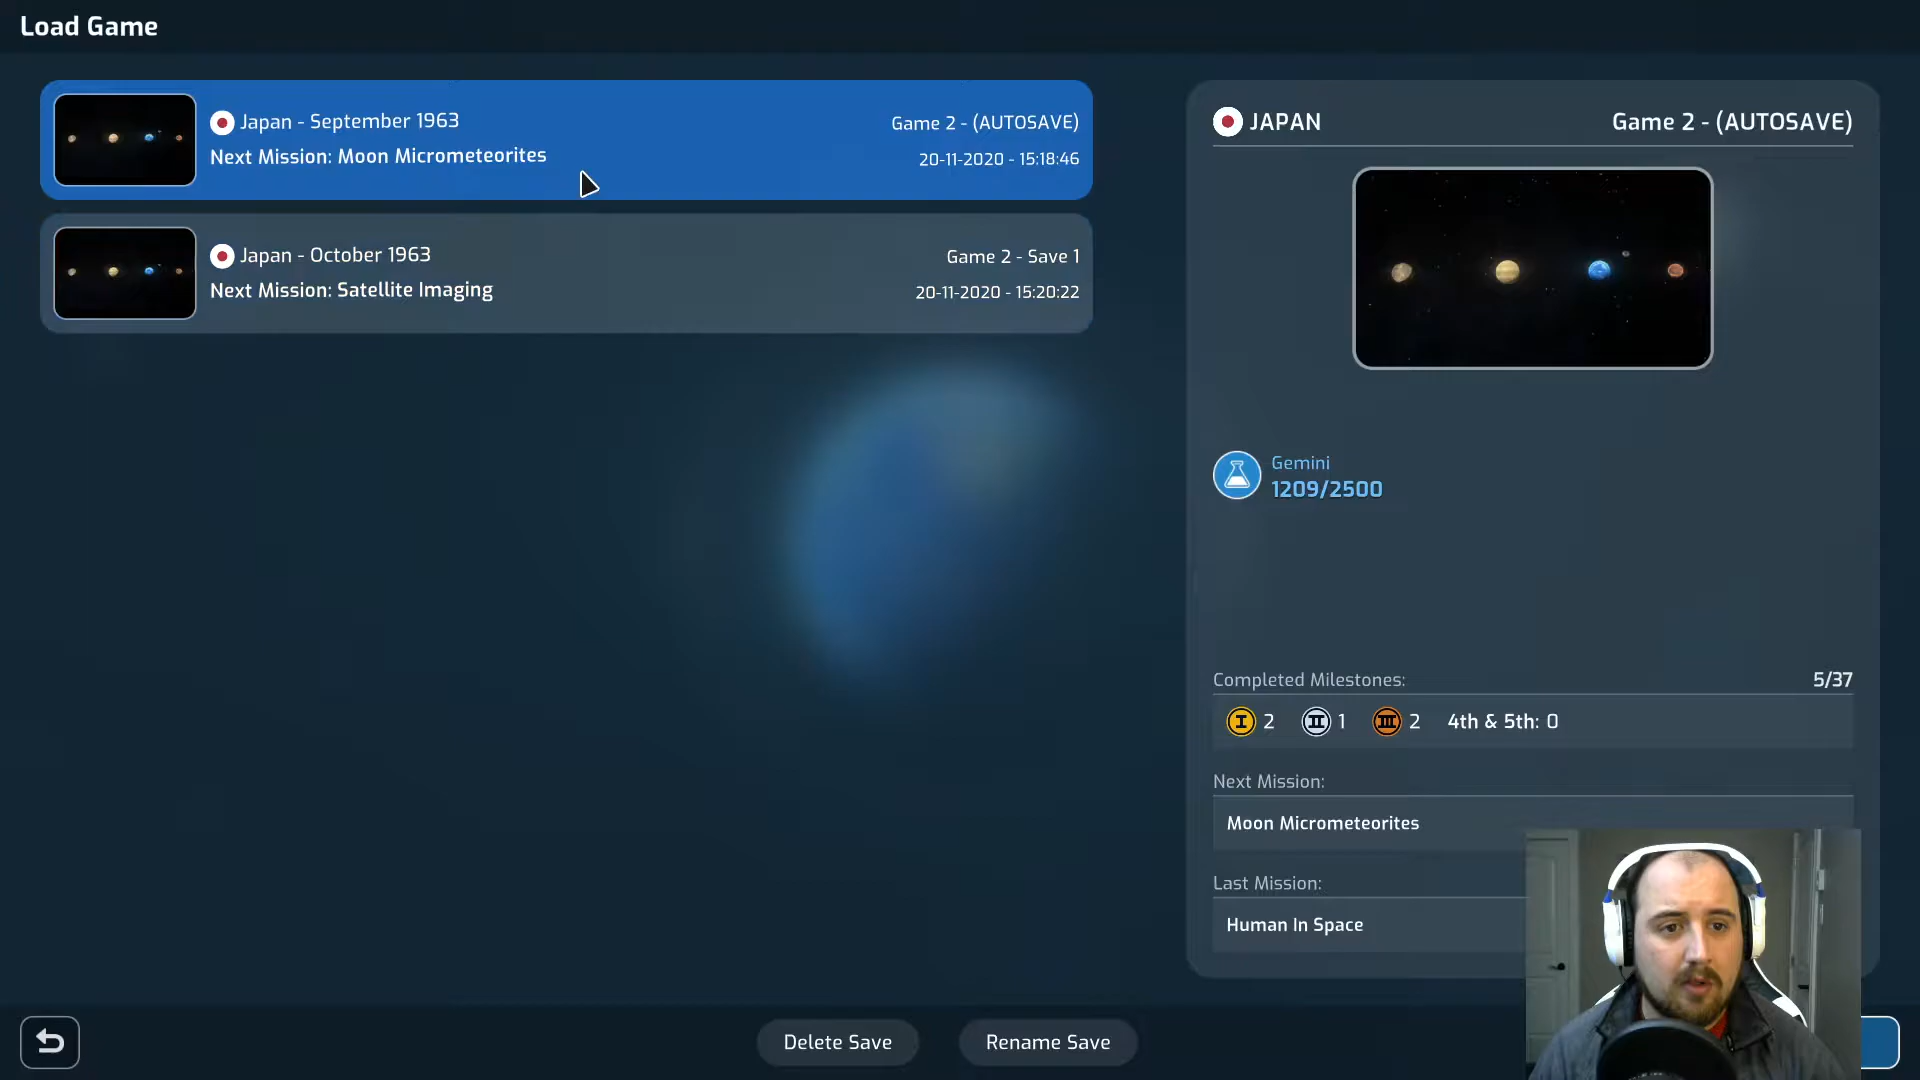 Load Game
Japan - September 1963
Game 2 - (AUTOSAVE)
Next Mission: Moon Micrometeorites
20-11-2020 - 15:18:46
Japan - October 1963
Game 2 - Save 1
Next Mission: Satellite Imaging
20-11-2020 - 15:20:22
JAPAN
Game 2 - (AUTOSAVE)
Gemini
1209/2500
Completed Milestones:
5/37
I 2 II 1 III 2 4th & 5th: 0
Next Mission:
Moon Micrometeorites
Last Mission:
Human In Space
Delete Save
Rename Save